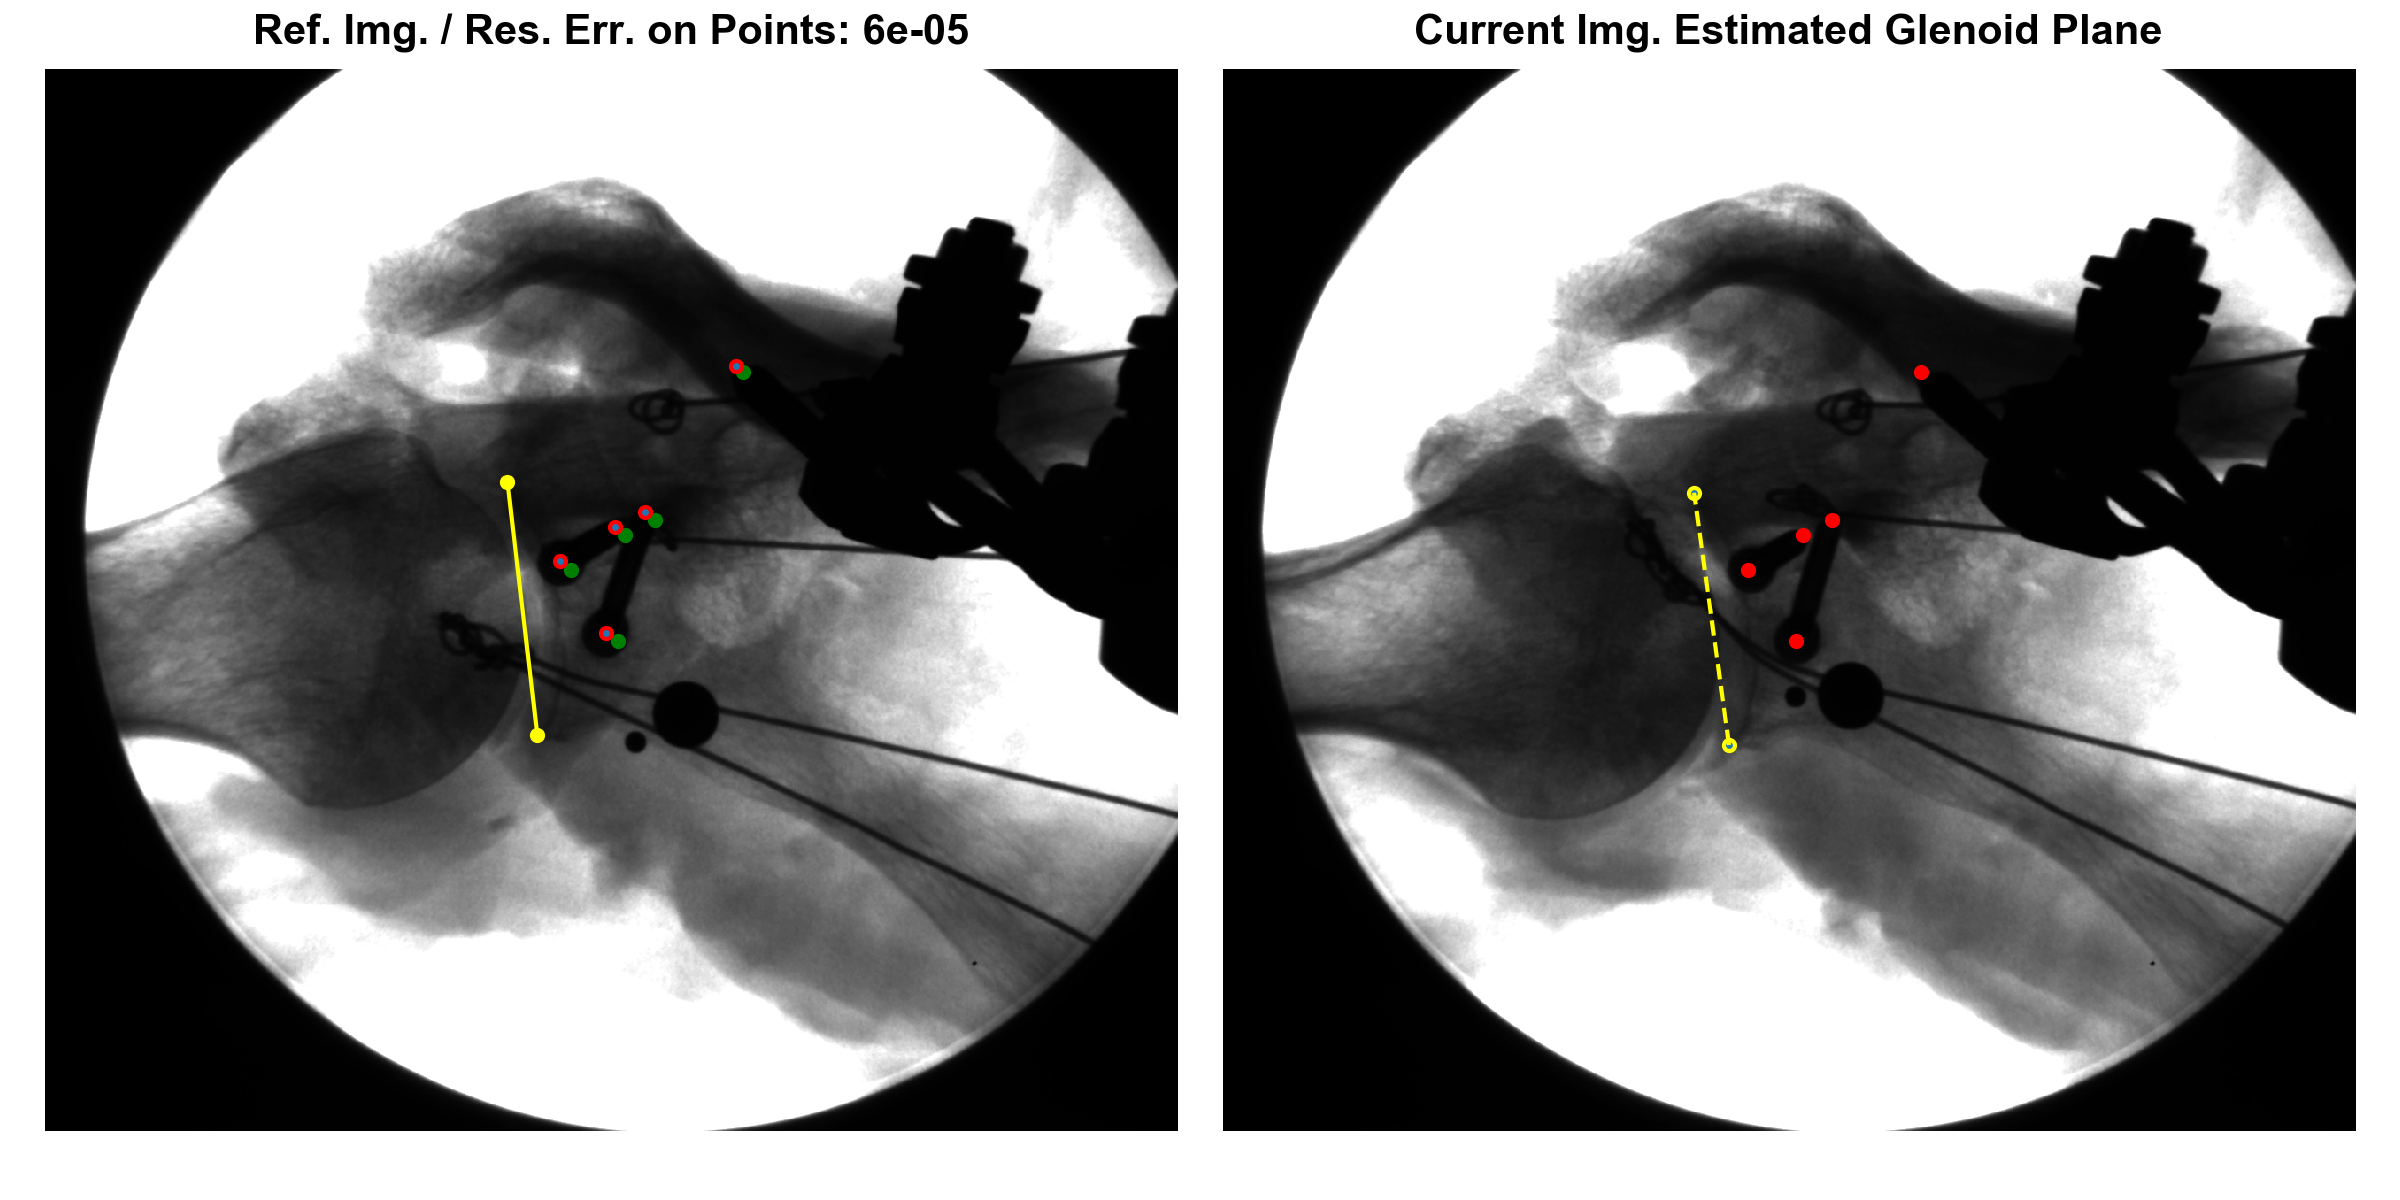 Ref. Img. / Res. Err. on Points: 6e-05
Current Img. Estimated Glenoid Plane